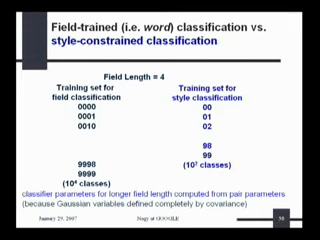 Field-trained (i.e. word) classification vs.
style-constrained classification
Field Length = 4
Training set for
field classification
0000
0001
0010
9998
9999
(10⁴ classes)
Training set for
style classification
00
01
02
98
99
(10² classes)
classifier parameters for longer field length computed from pair parameters
(because Gaussian variables defined completely by covariance)
January 29, 2007
Nagy at GOOGLE